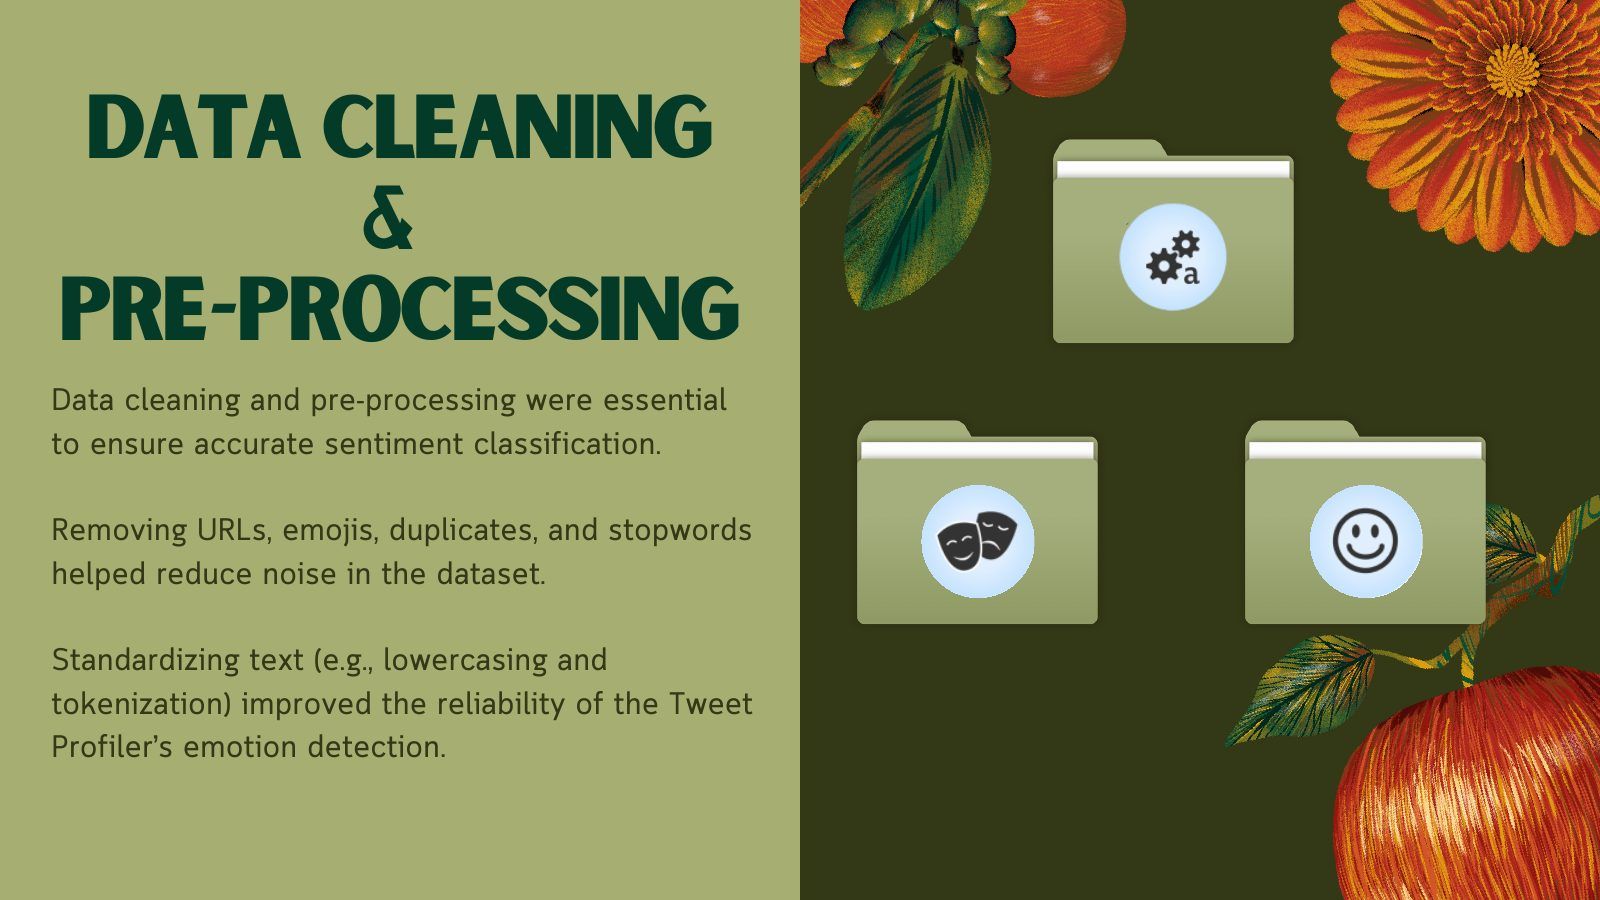 DATA CLEANING
&
PRE-PROCESSING
Data cleaning and pre-processing were essential
to ensure accurate sentiment classification.
Removing URLs, emojis, duplicates, and stopwords
helped reduce noise in the dataset.
Standardizing text (e.g., lowercasing and
tokenization) improved the reliability of the Tweet
Profiler’s emotion detection.
a